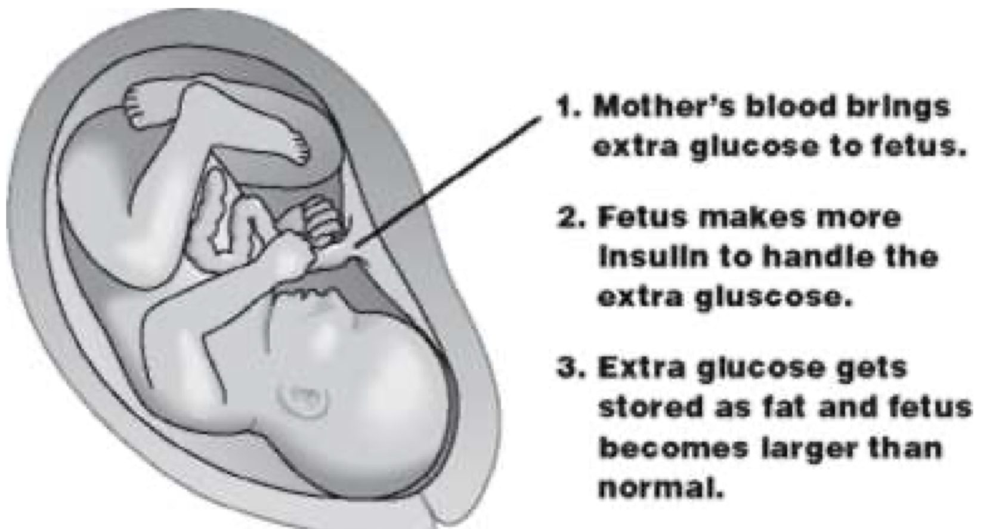 1. Mother's blood brings
extra glucose to fetus.
2. Fetus makes more
insulin to handle the
extra gluscose.
3. Extra glucose gets
stored as fat and fetus
becomes larger than
normal.